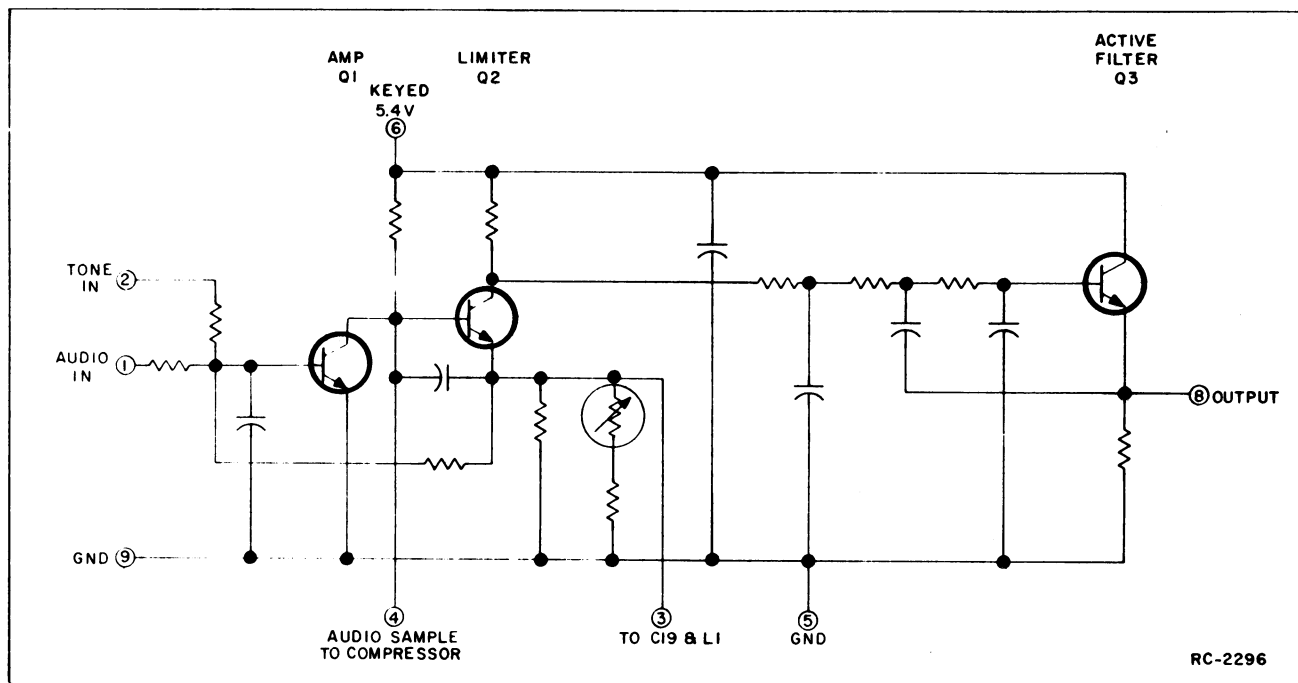 AMP
Q1
LIMITER
Q2
ACTIVE
FILTER
Q3
KEYED
5.4V
6
TONE
IN
2
AUDIO
IN
1
8 OUTPUT
GND 9
4
AUDIO SAMPLE
TO COMPRESSOR
3
TO C19 & L1
5
GND
RC-2296